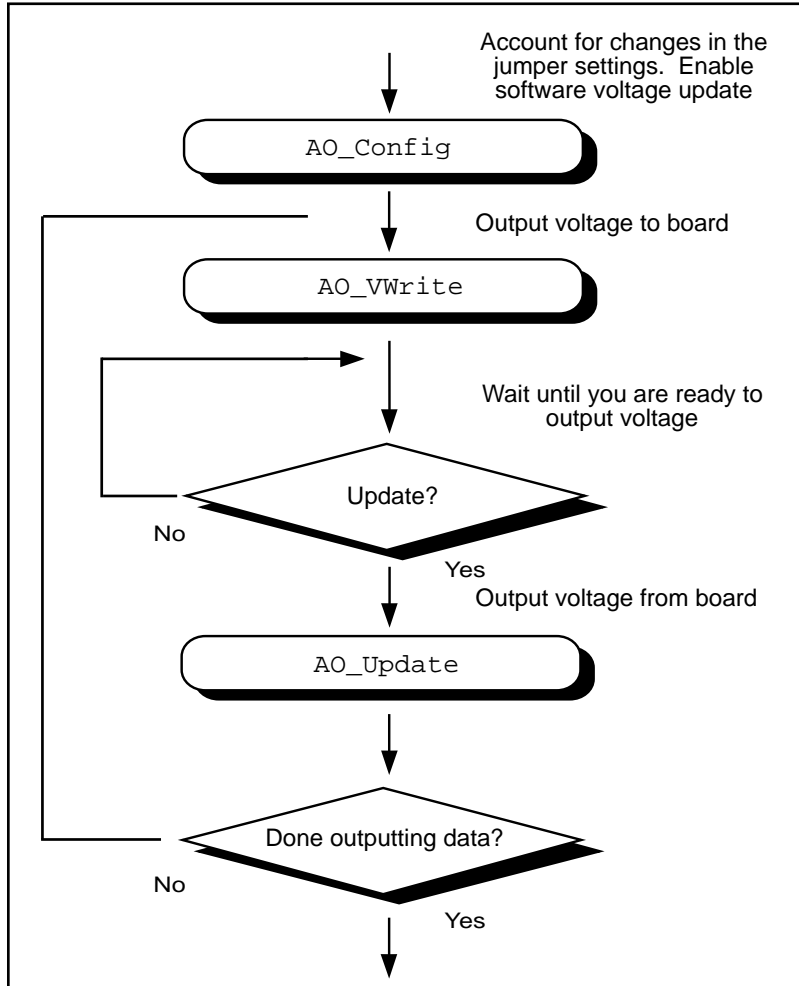 Account for changes in the
jumper settings. Enable
software voltage update
AO_Config
Output voltage to board
AO_VWrite
Wait until you are ready to
output voltage
Update?
No
Yes
Output voltage from board
AO_Update
Done outputting data?
No
Yes